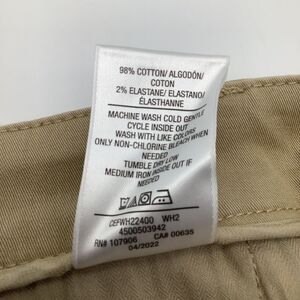 98% COTTON/ ALGODÓN/
COTON
2% ELASTANE/ ELASTANO/
ÉLASTHANNE
MACHINE WASH COLD GENTLE
CYCLE INSIDE OUT
WASH WITH LIKE COLORS
ONLY NON-CHLORINE BLEACH WHEN
NEEDED
TUMBLE DRY LOW
MEDIUM IRON INSIDE OUT IF
NEEDED
CEFWH22400 WH2
4500503942
RN# 107906 CA# 00635
04/2022